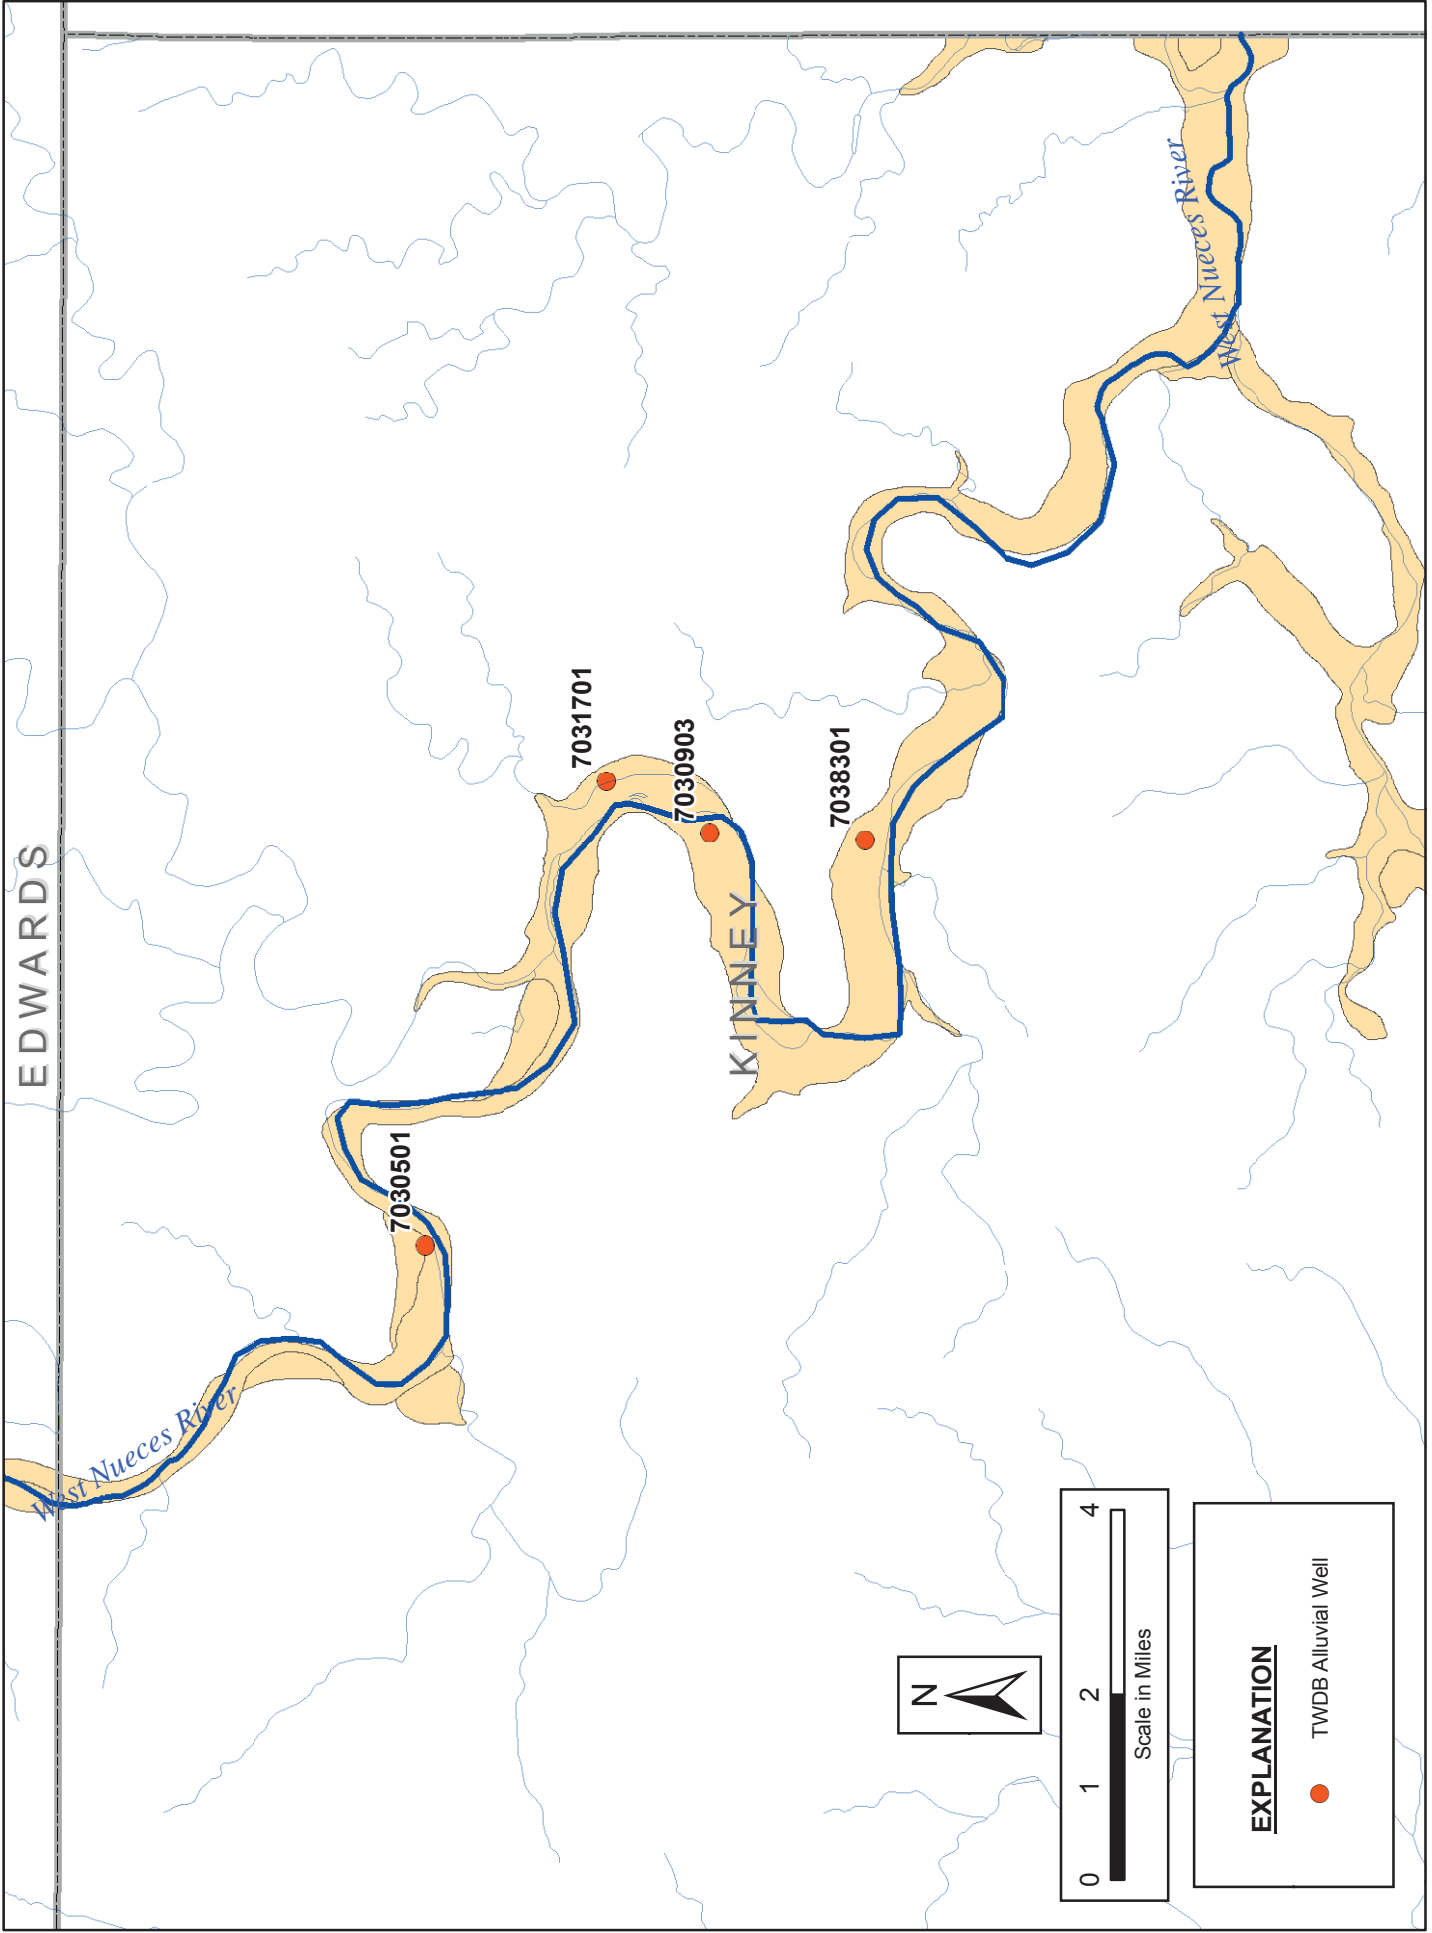 EDWARDS
West Nueces River
7030501
7031701
7030903
KINNEY
7038301
West Nueces River
N
0 1 2 4
Scale in Miles
EXPLANATION
TWDB Alluvial Well